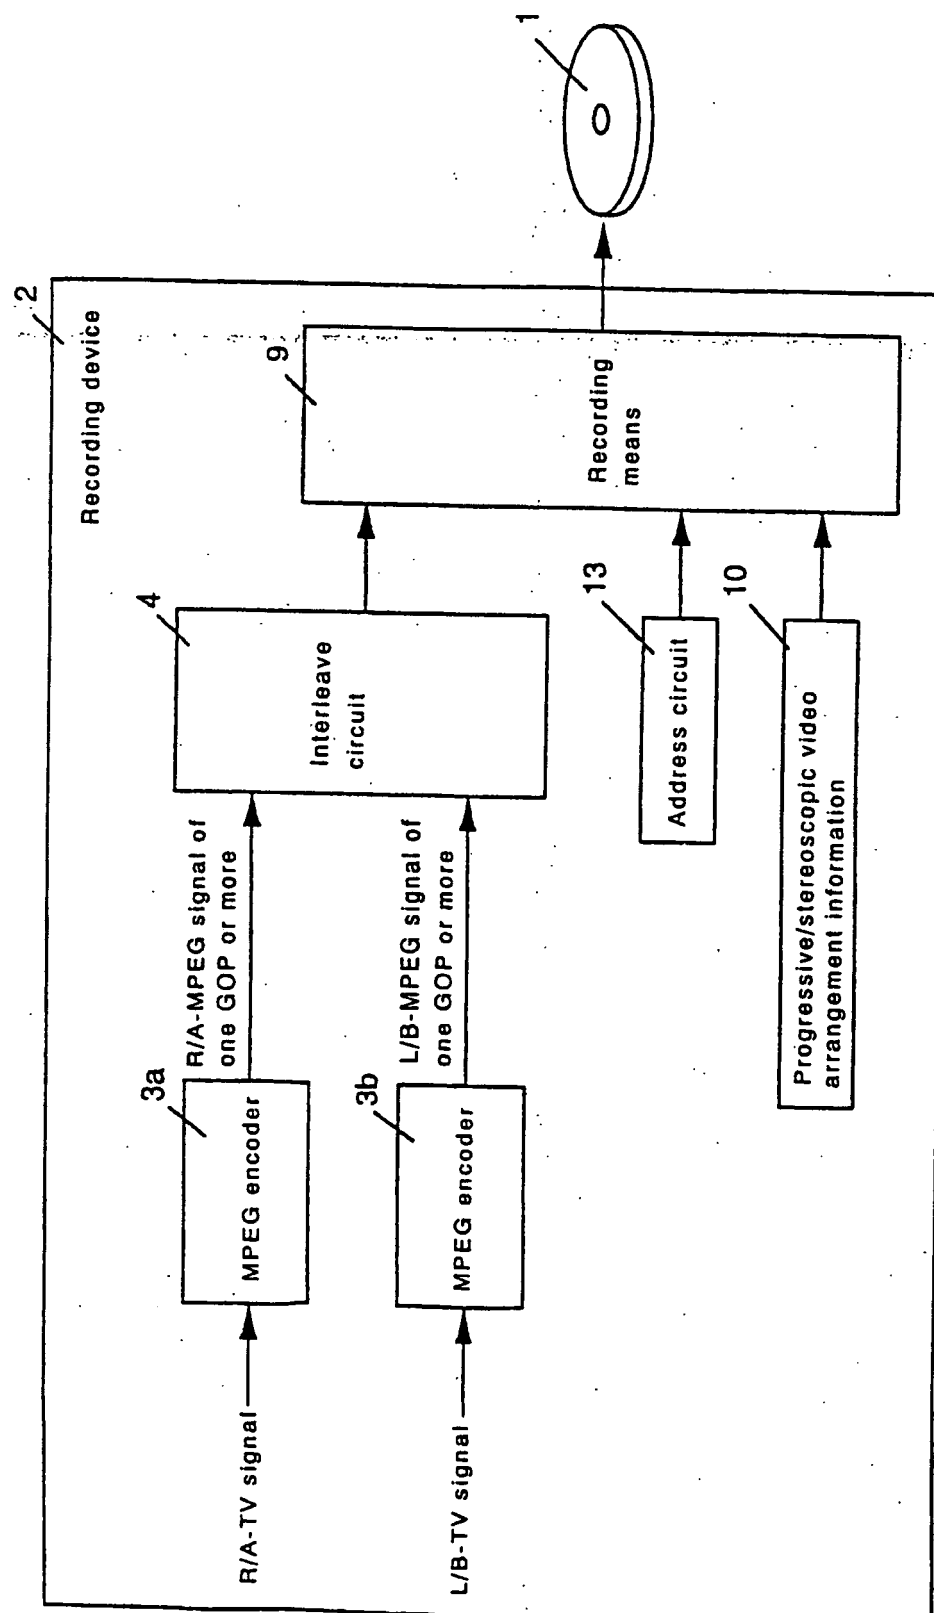 2
Recording device
1
9
Recording
means
4
Interleave
circuit
13
Address circuit
10
Progressive/stereoscopic video
arrangement information
R/A-MPEG signal of
one GOP or more
L/B-MPEG signal of
one GOP or more
3a
MPEG encoder
3b
MPEG encoder
R/A-TV signal
L/B-TV signal